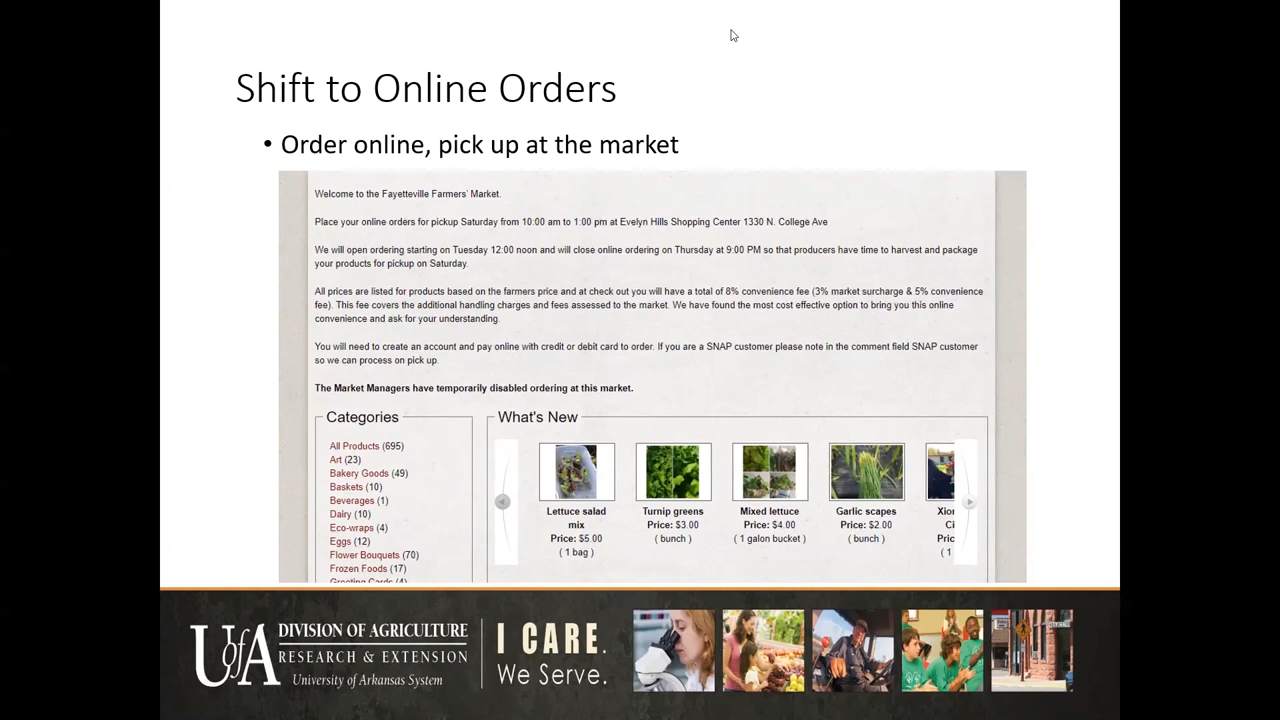 Shift to Online Orders
• Order online, pick up at the market
Welcome to the Fayetteville Farmers' Market.
Place your online orders for pickup Saturday from 10:00 am to 1:00 pm at Evelyn Hills Shopping Center 1330 N. College Ave
We will open ordering starting on Tuesday 12:00 noon and will close online ordering on Thursday at 9:00 PM so that producers have time to harvest and package
your products for pickup on Saturday.
All prices are listed for products based on the farmers price and at check out you will have a total of 8% convenience fee (3% market surcharge & 5% convenience
fee). This fee covers the additional handling charges and fees assessed to the market. We have found the most cost effective option to bring you this online
convenience and ask for your understanding.
You will need to create an account and pay online with credit or debit card to order. If you are a SNAP customer please note in the comment field SNAP customer
so we can process on pick up.
The Market Managers have temporarily disabled ordering at this market.
Categories
All Products (695)
Art (23)
Bakery Goods (49)
Baskets (10)
Beverages (1)
Dairy (10)
Eco-wraps (4)
Eggs (12)
Flower Bouquets (70)
Frozen Foods (17)
Greeting Cards (4)
What's New
Lettuce salad
mix
Price: $5.00
( 1 bag )
Turnip greens
Price: $3.00
( bunch )
Mixed lettuce
Price: $4.00
( 1 galon bucket )
Garlic scapes
Price: $2.00
( bunch )
Xion
Ci
Pric
( 1
UofA
DIVISION OF AGRICULTURE
RESEARCH & EXTENSION
University of Arkansas System
I CARE.
We Serve.
CITY HALL